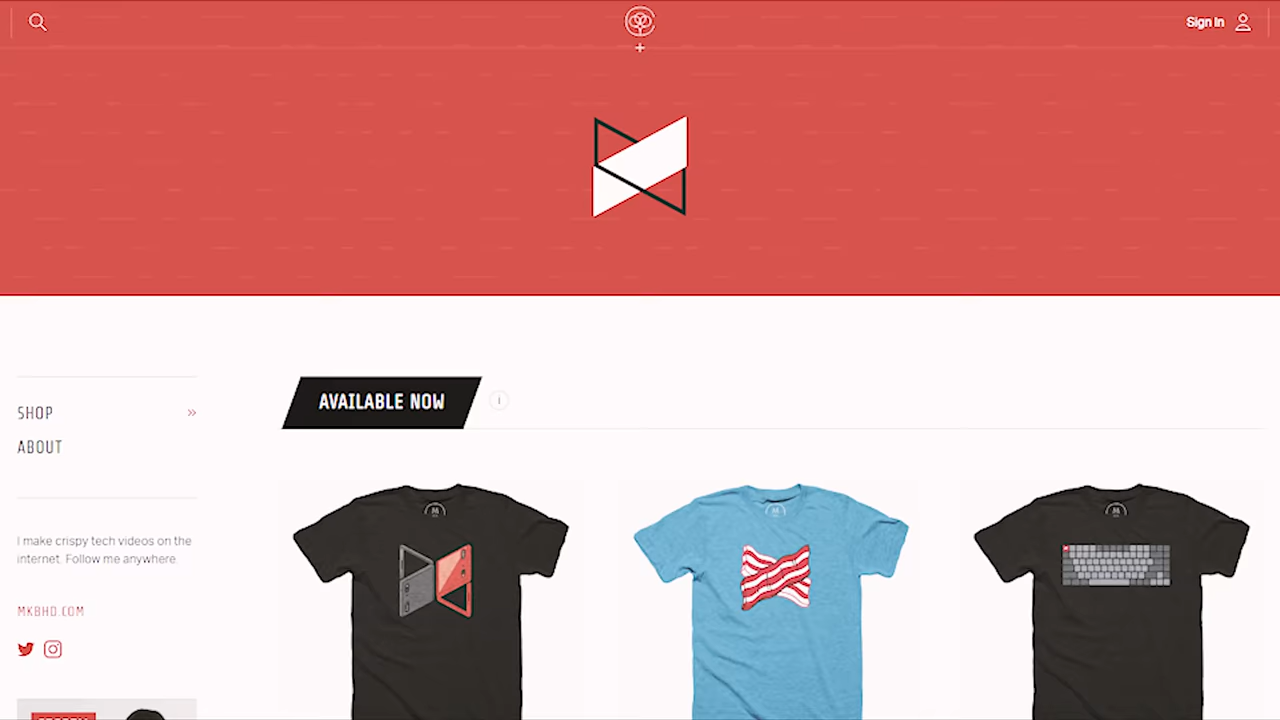 Sign In
AVAILABLE NOW
i
SHOP
ABOUT
I make crispy tech videos on the
internet. Follow me anywhere.
MKBHD.COM